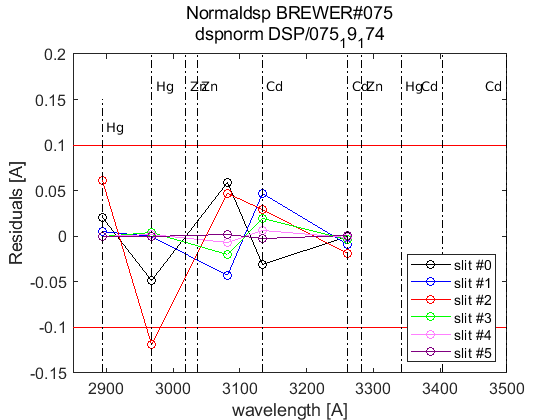 Normaldsp BREWER#075
dspnorm DSP/075₁9₁74
0.2
0.15
0.1
0.05
0
-0.05
-0.1
-0.15
Residuals [A]
Hg
Hg
Zn
Zn
Cd
Cd
Zn
Hg
Cd
Cd
slit #0
slit #1
slit #2
slit #3
slit #4
slit #5
2900
3000
3100
3200
3300
3400
3500
wavelength [A]